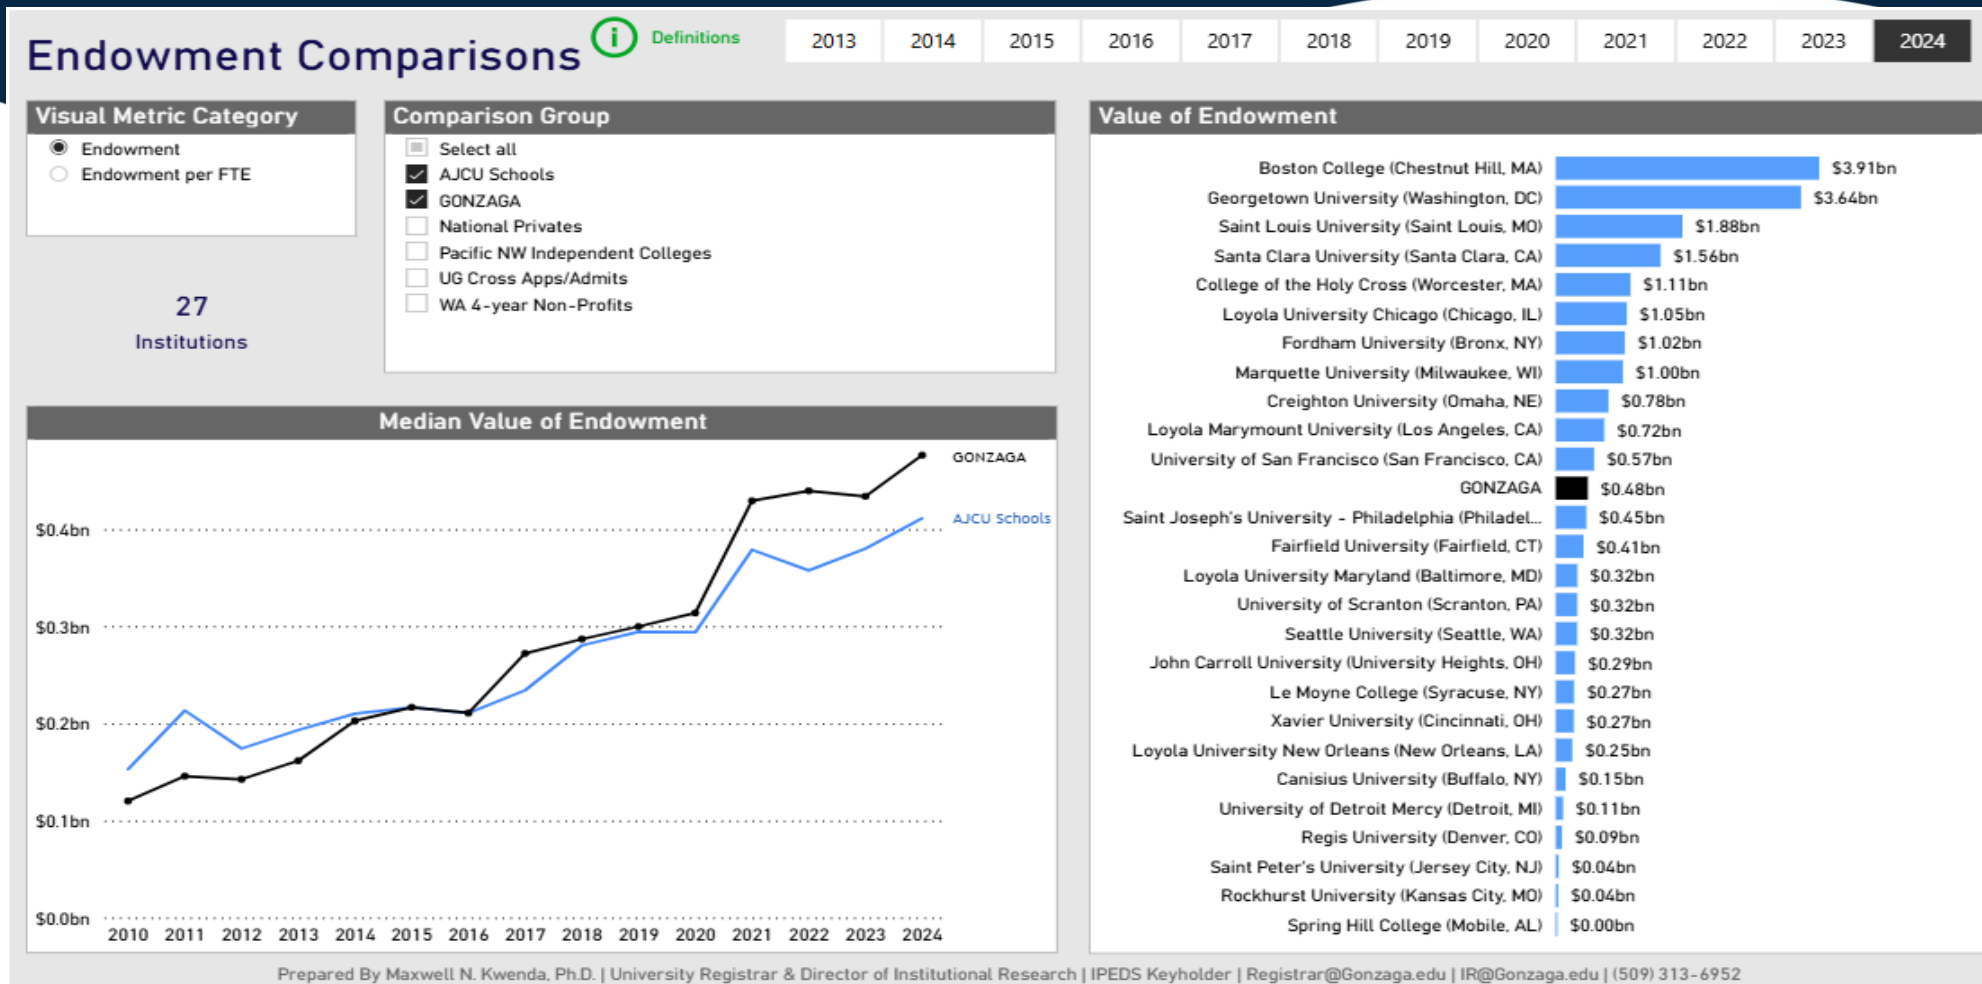 Endowment Comparisons
i
Definitions
2013 2014 2015 2016 2017 2018 2019 2020 2021 2022 2023 2024
Visual Metric Category
Endowment
Endowment per FTE
27
Institutions
Comparison Group
Select all
AJCU Schools
GONZAGA
National Privates
Pacific NW Independent Colleges
UG Cross Apps/Admits
WA 4-year Non-Profits
Median Value of Endowment
GONZAGA
AJCU Schools
$0.4bn
$0.3bn
$0.2bn
$0.1bn
$0.0bn
2010 2011 2012 2013 2014 2015 2016 2017 2018 2019 2020 2021 2022 2023 2024
Value of Endowment
Boston College (Chestnut Hill, MA) $3.91bn
Georgetown University (Washington, DC) $3.64bn
Saint Louis University (Saint Louis, MO) $1.88bn
Santa Clara University (Santa Clara, CA) $1.56bn
College of the Holy Cross (Worcester, MA) $1.11bn
Loyola University Chicago (Chicago, IL) $1.05bn
Fordham University (Bronx, NY) $1.02bn
Marquette University (Milwaukee, WI) $1.00bn
Creighton University (Omaha, NE) $0.78bn
Loyola Marymount University (Los Angeles, CA) $0.72bn
University of San Francisco (San Francisco, CA) $0.57bn
GONZAGA $0.48bn
Saint Joseph's University - Philadelphia (Philadel... $0.45bn
Fairfield University (Fairfield, CT) $0.41bn
Loyola University Maryland (Baltimore, MD) $0.32bn
University of Scranton (Scranton, PA) $0.32bn
Seattle University (Seattle, WA) $0.32bn
John Carroll University (University Heights, OH) $0.29bn
Le Moyne College (Syracuse, NY) $0.27bn
Xavier University (Cincinnati, OH) $0.27bn
Loyola University New Orleans (New Orleans, LA) $0.25bn
Canisius University (Buffalo, NY) $0.15bn
University of Detroit Mercy (Detroit, MI) $0.11bn
Regis University (Denver, CO) $0.09bn
Saint Peter's University (Jersey City, NJ) $0.04bn
Rockhurst University (Kansas City, MO) $0.04bn
Spring Hill College (Mobile, AL) $0.00bn
Prepared By Maxwell N. Kwenda, Ph.D. | University Registrar & Director of Institutional Research | IPEDS Keyholder | Registrar@Gonzaga.edu | IR@Gonzaga.edu | (509) 313-6952